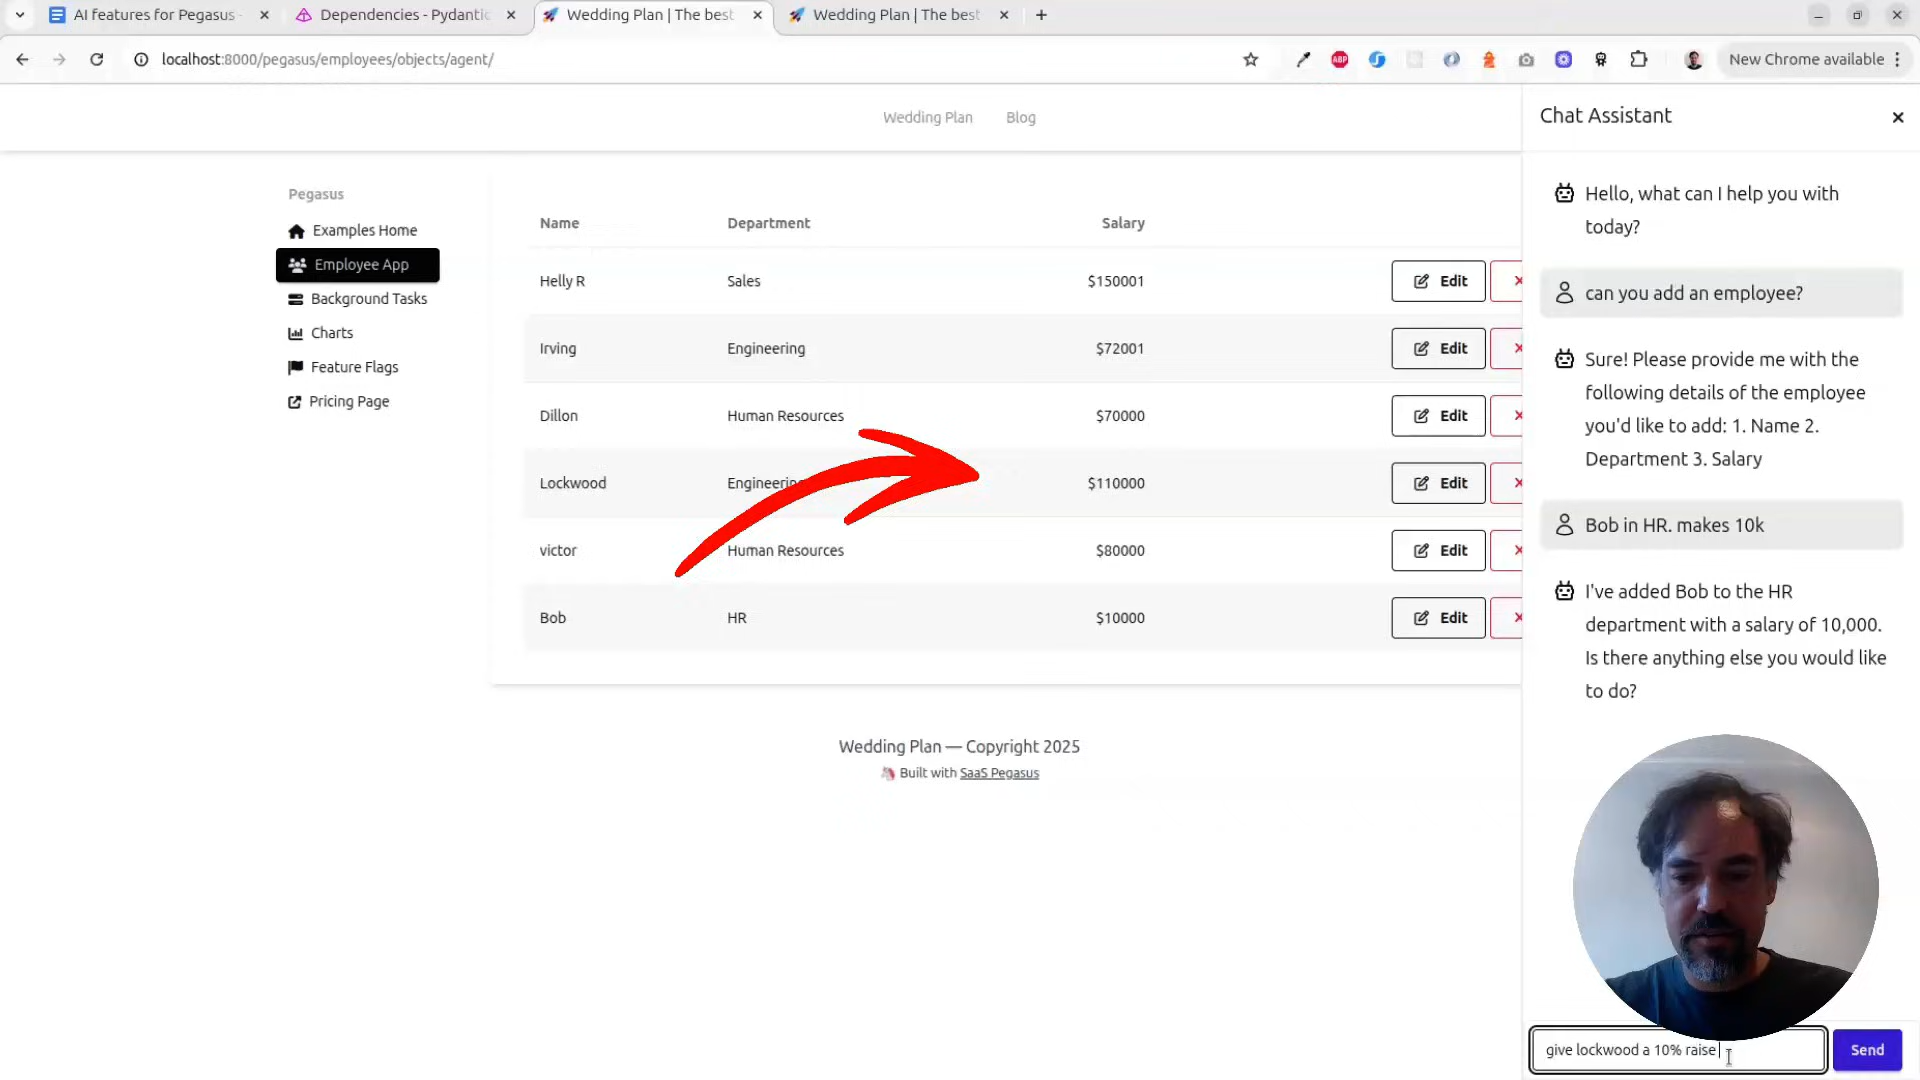 AI features for Pegasus -
Dependencies - Pydantic
Wedding Plan | The best
Wedding Plan | The best
localhost:8000/pegasus/employees/objects/agent/
ABP
New Chrome available
Wedding Plan
Blog
Pegasus
Examples Home
Employee App
Background Tasks
Charts
Feature Flags
Pricing Page
Name Department Salary
Helly R Sales $150001 Edit
Irving Engineering $72001 Edit
Dillon Human Resources $70000 Edit
Lockwood Engineering $110000 Edit
victor Human Resources $80000 Edit
Bob HR $10000 Edit
Wedding Plan — Copyright 2025
Built with SaaS Pegasus
Chat Assistant
Hello, what can I help you with
today?
can you add an employee?
Sure! Please provide me with the
following details of the employee
you'd like to add: 1. Name 2.
Department 3. Salary
Bob in HR. makes 10k
I've added Bob to the HR
department with a salary of 10,000.
Is there anything else you would like
to do?
give lockwood a 10% raise
Send